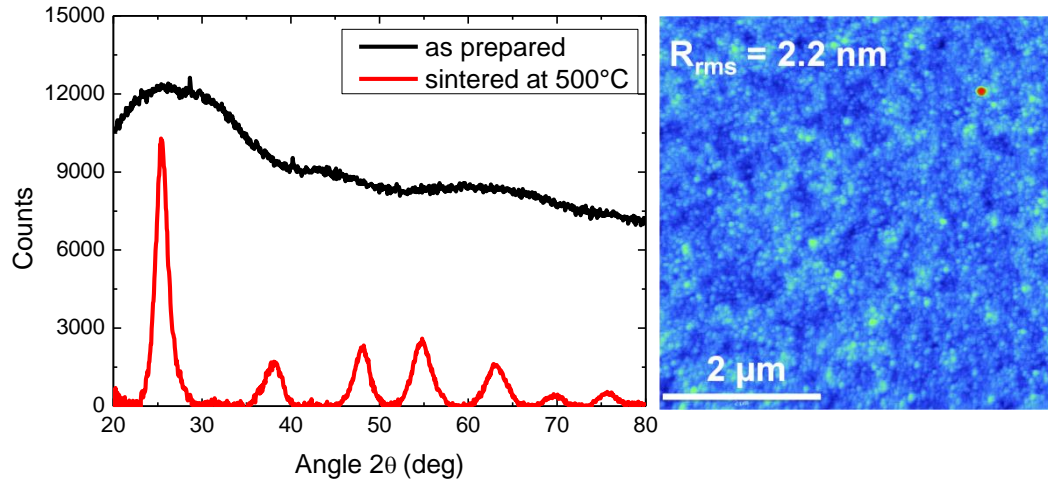 15000
12000
9000
6000
3000
0
Counts
20 30 40 50 60 70 80
Angle 2θ (deg)
as prepared
sintered at 500°C
R_rms = 2.2 nm
2 µm